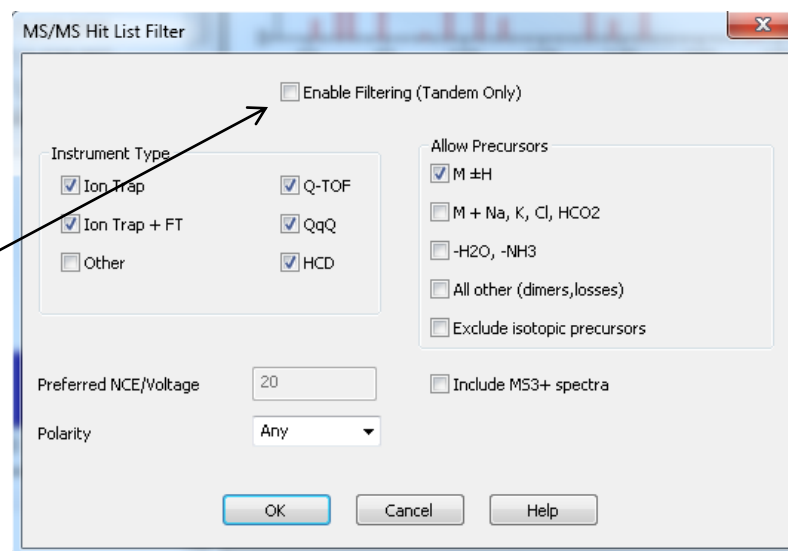 MS/MS Hit List Filter
x
Enable Filtering (Tandem Only)
Instrument Type
Ion Trap
Q-TOF
Ion Trap + FT
QqQ
Other
HCD
Allow Precursors
M ±H
M + Na, K, Cl, HCO2
-H2O, -NH3
All other (dimers,losses)
Exclude isotopic precursors
Preferred NCE/Voltage
20
Include MS3+ spectra
Polarity
Any
OK
Cancel
Help